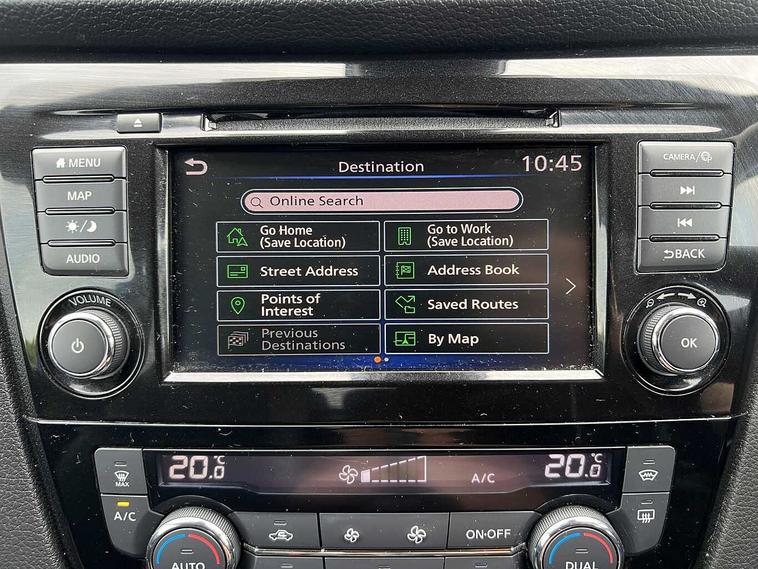 MENU
MAP
AUDIO
VOLUME
Destination
10:45
Online Search
Go Home
(Save Location)
Go to Work
(Save Location)
Street Address
Address Book
Points of
Interest
Saved Routes
Previous
Destinations
By Map
CAMERA/
BACK
OK
MAX
20.0 °C
A/C
20.0 °C
A/C
ON·OFF
AUTO
DUAL